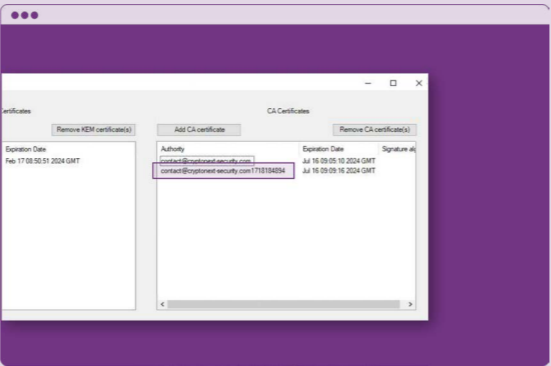 Certificates
CA Certificates
Remove KEM certificate(s)
Add CA certificate
Remove CA certificate(s)
Expiration Date
Feb 17 08:50:51 2024 GMT
Authority Expiration Date Signature alg
contact@cryptonext-security.com Jul 16 09:05:10 2024 GMT
contact@cryptonext-security.com1718184894 Jul 16 09:09:16 2024 GMT